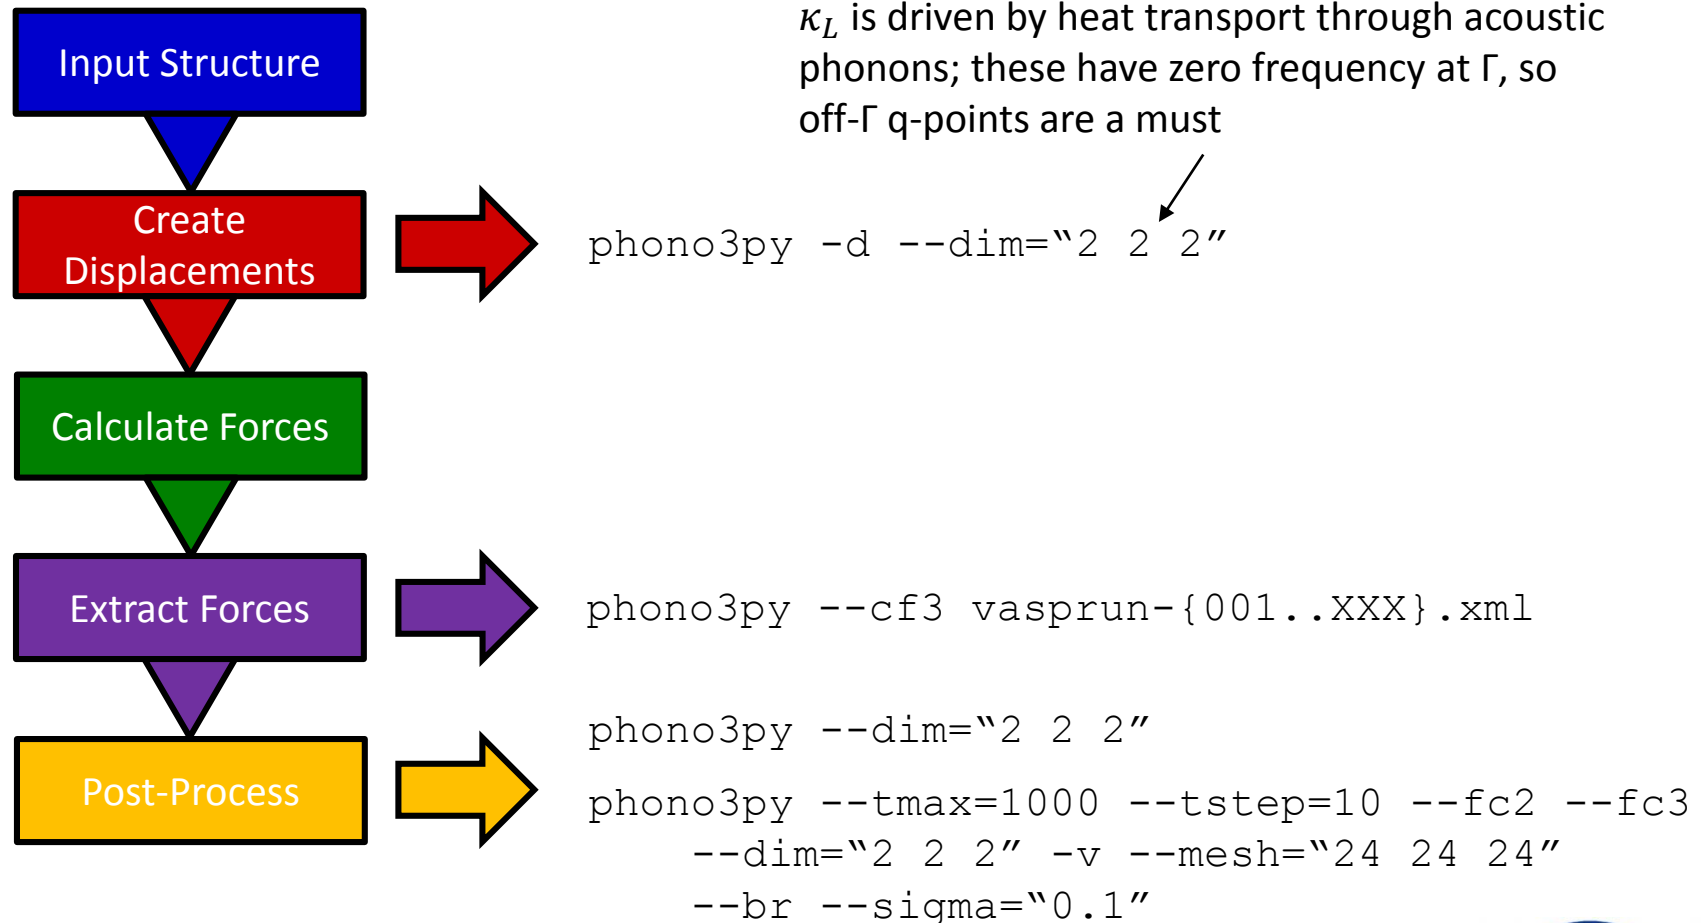 κL is driven by heat transport through acoustic
phonons; these have zero frequency at Γ, so
off-Γ q-points are a must
Input Structure
Create
Displacements
phono3py -d --dim=“2 2 2”
Calculate Forces
Extract Forces
phono3py --cf3 vasprun-{001..XXX}.xml
Post-Process
phono3py --dim=“2 2 2”
phono3py --tmax=1000 --tstep=10 --fc2 --fc3
--dim=“2 2 2” -v --mesh=“24 24 24”
--br --sigma=“0.1”